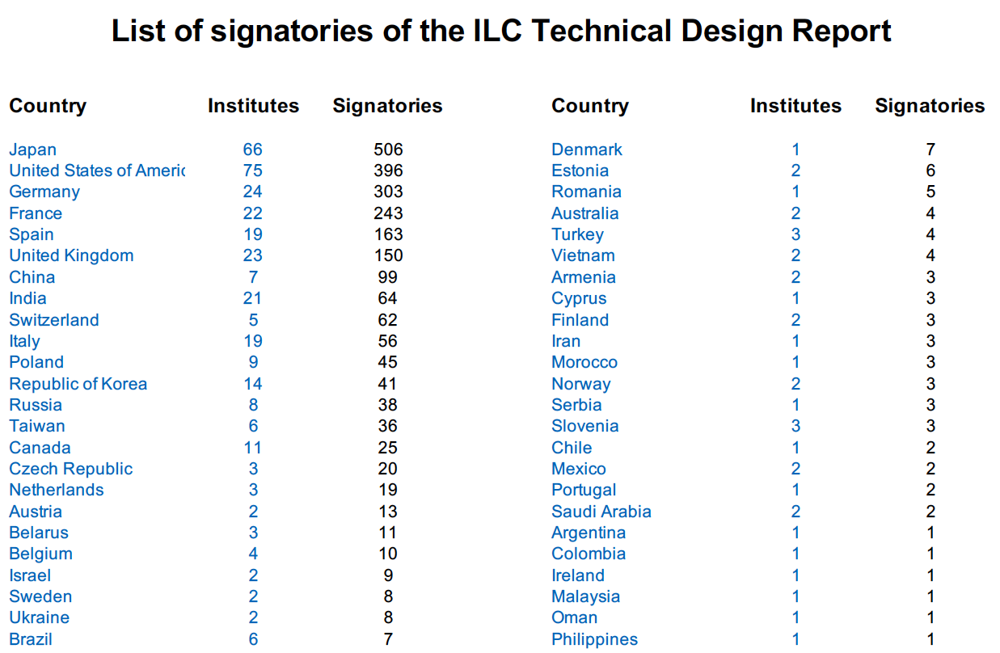 List of signatories of the ILC Technical Design Report
Country Institutes Signatories
Japan 66 506
United States of Americ 75 396
Germany 24 303
France 22 243
Spain 19 163
United Kingdom 23 150
China 7 99
India 21 64
Switzerland 5 62
Italy 19 56
Poland 9 45
Republic of Korea 14 41
Russia 8 38
Taiwan 6 36
Canada 11 25
Czech Republic 3 20
Netherlands 3 19
Austria 2 13
Belarus 3 11
Belgium 4 10
Israel 2 9
Sweden 2 8
Ukraine 2 8
Brazil 6 7
Country Institutes Signatories
Denmark 1 7
Estonia 2 6
Romania 1 5
Australia 2 4
Turkey 3 4
Vietnam 2 4
Armenia 2 3
Cyprus 1 3
Finland 2 3
Iran 1 3
Morocco 1 3
Norway 2 3
Serbia 1 3
Slovenia 3 3
Chile 1 2
Mexico 2 2
Portugal 1 2
Saudi Arabia 2 2
Argentina 1 1
Colombia 1 1
Ireland 1 1
Malaysia 1 1
Oman 1 1
Philippines 1 1